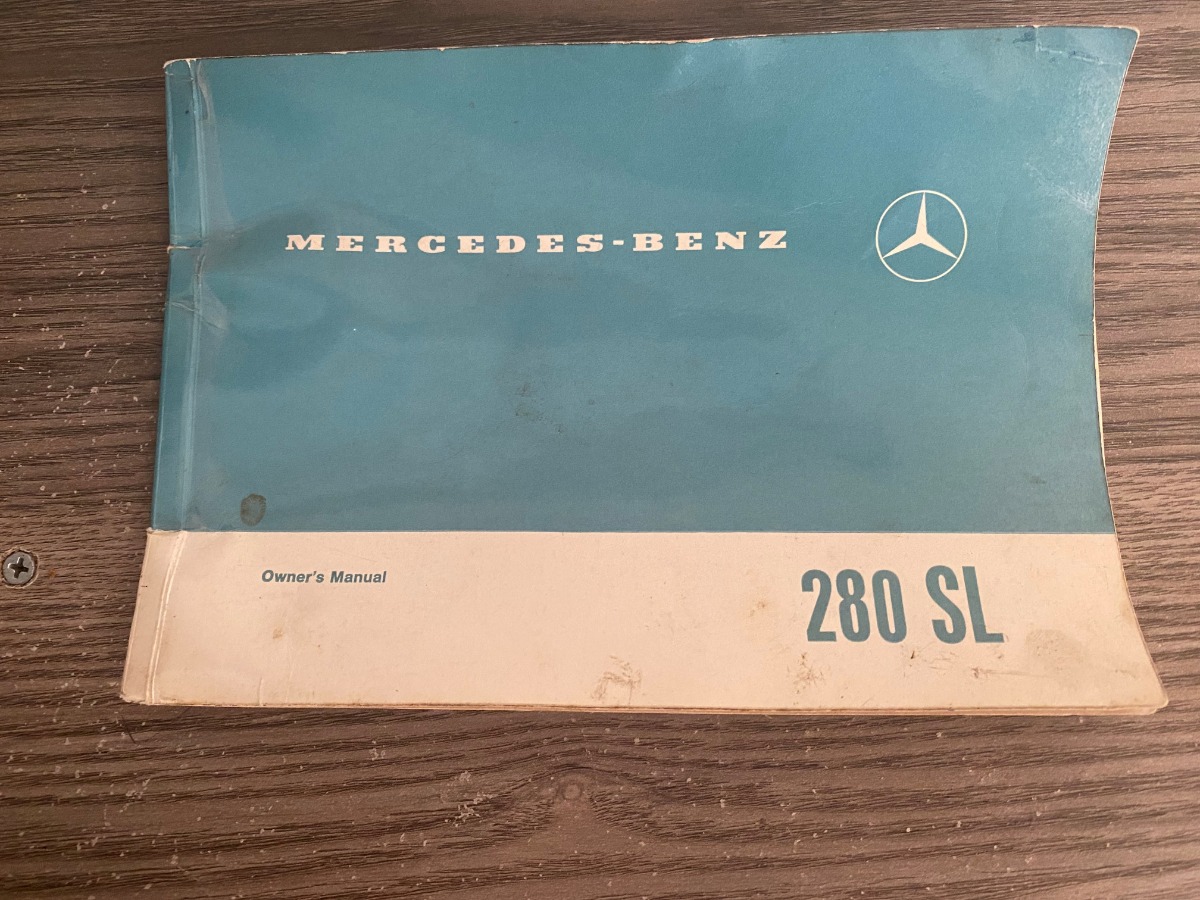 MERCEDES-BENZ
Owner's Manual
280 SL